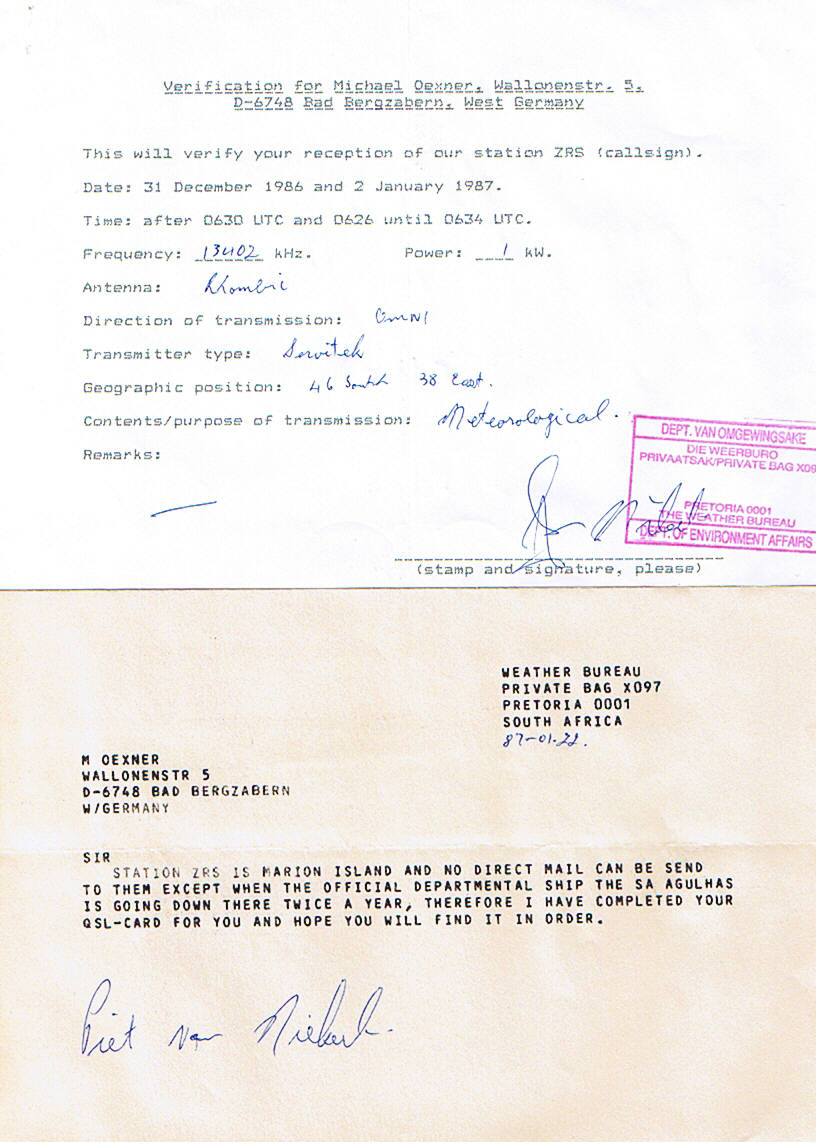 Verification for Michael Oexner, Wallonenstr. 5,
D-6748 Bad Bergzabern, West Germany
This will verify your reception of our station ZRS (callsign).
Date: 31 December 1986 and 2 January 1987.
Time: after 0630 UTC and 0626 until 0634 UTC.
Frequency: 13402 kHz. Power: 1 kW.
Antenna: Rhombic
Direction of transmission: OMNI
Transmitter type: Servitek
Geographic position: 46 South 38 East.
Contents/purpose of transmission: Meteorological.
Remarks:
—
DEPT. VAN OMGEWINGSAKE
DIE WEERBURO
PRIVAATSAK/PRIVATE BAG X09
PRETORIA 0001
THE WEATHER BUREAU
DEPT. OF ENVIRONMENT AFFAIRS
(stamp and signature, please)
WEATHER BUREAU
PRIVATE BAG X097
PRETORIA 0001
SOUTH AFRICA
87-01-22.
M OEXNER
WALLONENSTR 5
D-6748 BAD BERGZABERN
W/GERMANY
SIR
STATION ZRS IS MARION ISLAND AND NO DIRECT MAIL CAN BE SEND
TO THEM EXCEPT WHEN THE OFFICIAL DEPARTMENTAL SHIP THE SA AGULHAS
IS GOING DOWN THERE TWICE A YEAR, THEREFORE I HAVE COMPLETED YOUR
QSL-CARD FOR YOU AND HOPE YOU WILL FIND IT IN ORDER.
Piet van Niekerk.